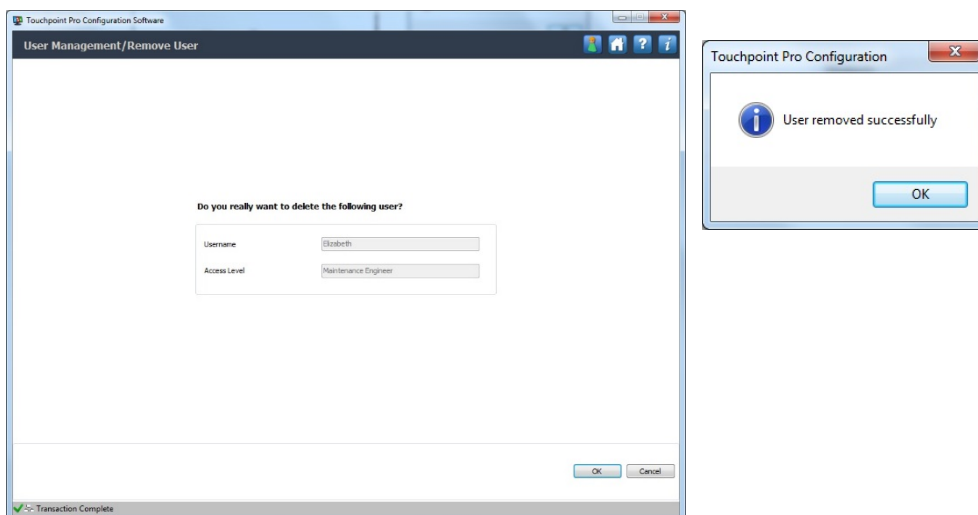 Touchpoint Pro Configuration Software
User Management/Remove User
Do you really want to delete the following user?
Username
Elizabeth
Access Level
Maintenance Engineer
OK
Cancel
Transaction Complete
Touchpoint Pro Configuration
User removed successfully
OK